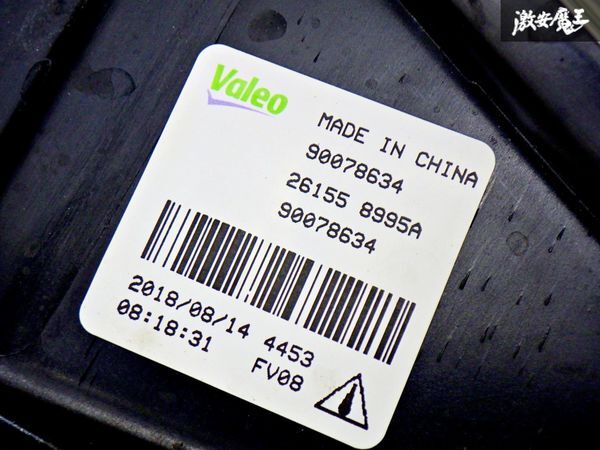 激安魔王
Valeo
MADE IN CHINA
90078634
26155 8995A
90078634
2018/08/14 4453
08:18:31 FV08